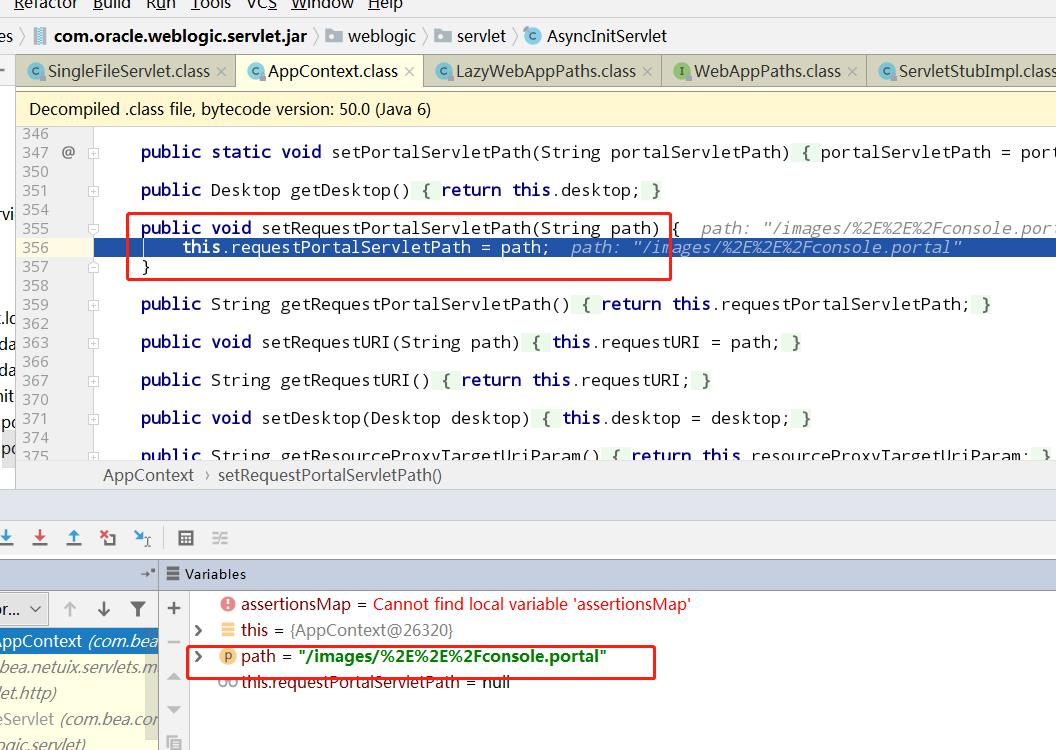 Refactor Build Run Tools VCS Window Help
es com.oracle.weblogic.servlet.jar weblogic servlet AsyncInitServlet
SingleFileServlet.class AppContext.class LazyWebAppPaths.class WebAppPaths.class ServletStubImpl.class
Decompiled .class file, bytecode version: 50.0 (Java 6)
346
347 @ public static void setPortalServletPath(String portalServletPath) { portalServletPath = port
350
351 public Desktop getDesktop() { return this.desktop; }
354
355 public void setRequestPortalServletPath(String path) { path: "/images/%2E%2E%2Fconsole.por
356 this.requestPortalServletPath = path; path: "/images/%2E%2E%2Fconsole.portal"
357 }
358
359 public String getRequestPortalServletPath() { return this.requestPortalServletPath; }
362
363 public void setRequestURI(String path) { this.requestURI = path; }
366
367 public String getRequestURI() { return this.requestURI; }
370
371 public void setDesktop(Desktop desktop) { this.desktop = desktop; }
374
375 public String getResourceProxyTargetUriParam() { return this.resourceProxyTargetUriParam; }
AppContext › setRequestPortalServletPath()
Variables
assertionsMap = Cannot find local variable 'assertionsMap'
or...
this = {AppContext@26320}
AppContext (com.bea
path = "/images/%2E%2E%2Fconsole.portal"
bea.netuix.servlets.m
this.requestPortalServletPath = null
let.http)
eServlet (com.bea.con
ogic.servlet)